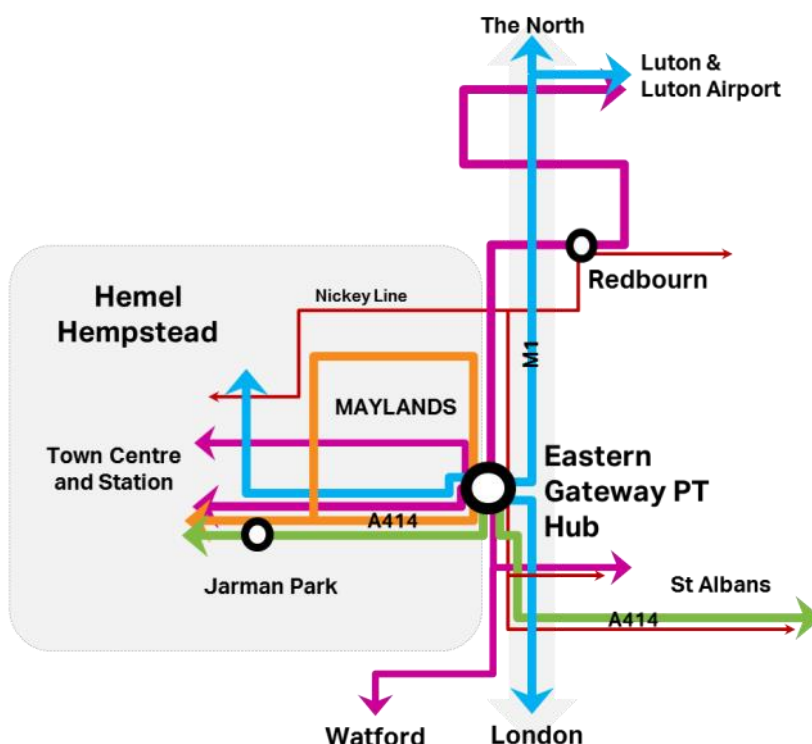 The North
Luton &
Luton Airport
Redbourn
Hemel
Hempstead
Nickey Line
M1
MAYLANDS
Town Centre
and Station
Eastern
Gateway PT
Hub
A414
Jarman Park
St Albans
A414
Watford
London